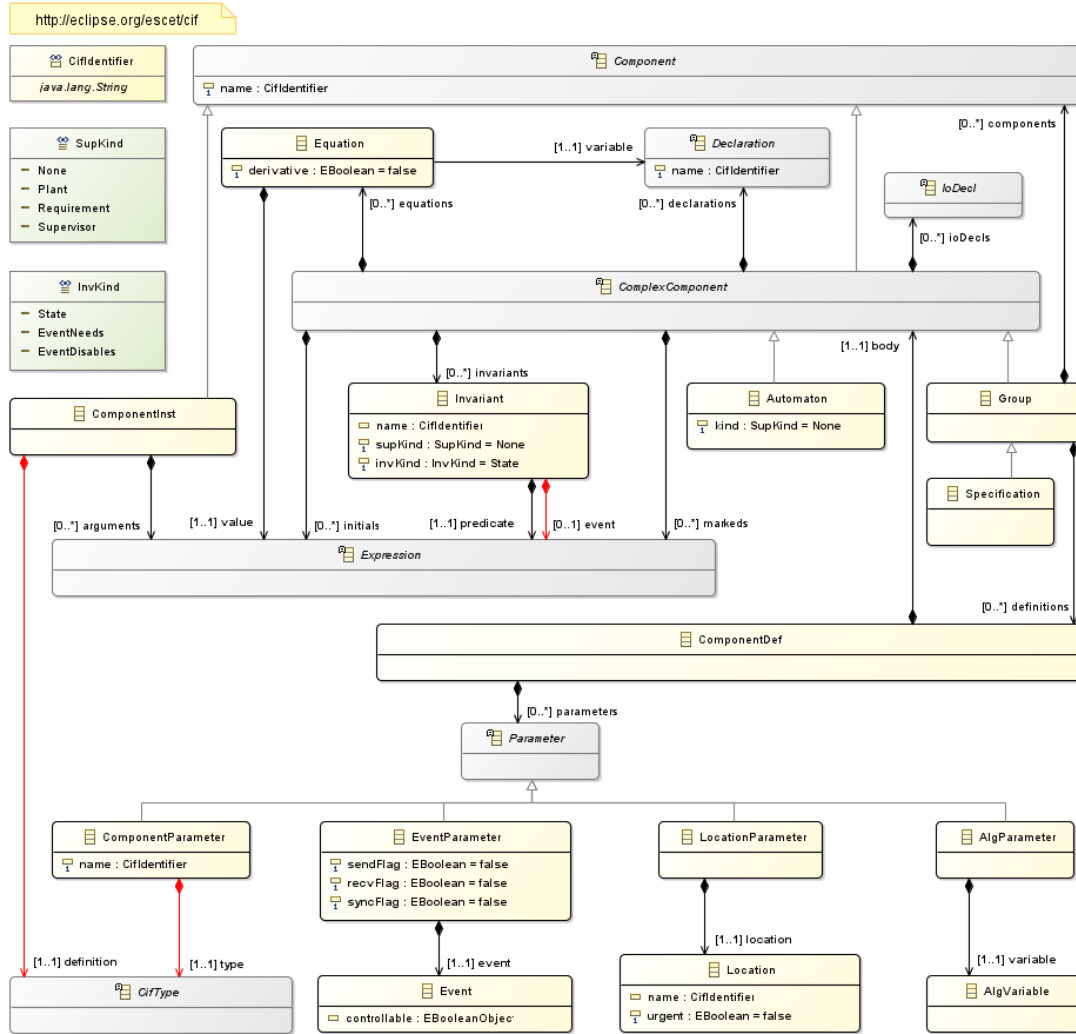 http://eclipse.org/escet/cif
CifIdentifier
java.lang.String
Component
name : CifIdentifier
[0..*] components
SupKind
None
Plant
Requirement
Supervisor
Equation
derivative : EBoolean = false
[1..1] variable
Declaration
name : CifIdentifier
IoDecl
[0..*] equations
[0..*] declarations
[0..*] ioDecls
InvKind
State
EventNeeds
EventDisables
ComplexComponent
[1..1] body
[0..*] invariants
ComponentInst
Invariant
name : CifIdentifier
supKind : SupKind = None
invKind : InvKind = State
Automaton
kind : SupKind = None
Group
Specification
[0..*] arguments
[1..1] value
[0..*] initials
[1..1] predicate
[0..1] event
[0..*] markeds
Expression
[0..*] definitions
ComponentDef
[0..*] parameters
Parameter
ComponentParameter
name : CifIdentifier
EventParameter
sendFlag : EBoolean = false
recvFlag : EBoolean = false
syncFlag : EBoolean = false
LocationParameter
AlgParameter
[1..1] definition
[1..1] type
[1..1] event
[1..1] location
[1..1] variable
CifType
Event
controllable : EBooleanObjec
Location
name : CifIdentifier
urgent : EBoolean = false
AlgVariable